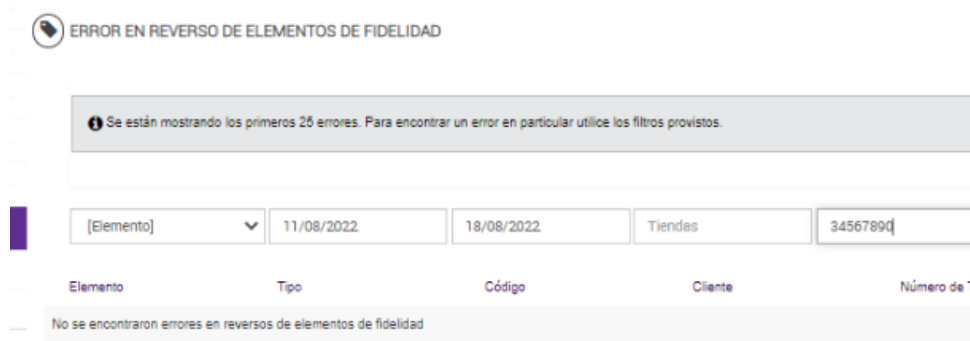 ERROR EN REVERSO DE ELEMENTOS DE FIDELIDAD
Se están mostrando los primeros 25 errores. Para encontrar un error en particular utilice los filtros provistos.
[Elemento] 11/08/2022 18/08/2022 Tiendas 34567890
Elemento Tipo Código Cliente Número de
No se encontraron errores en reversos de elementos de fidelidad